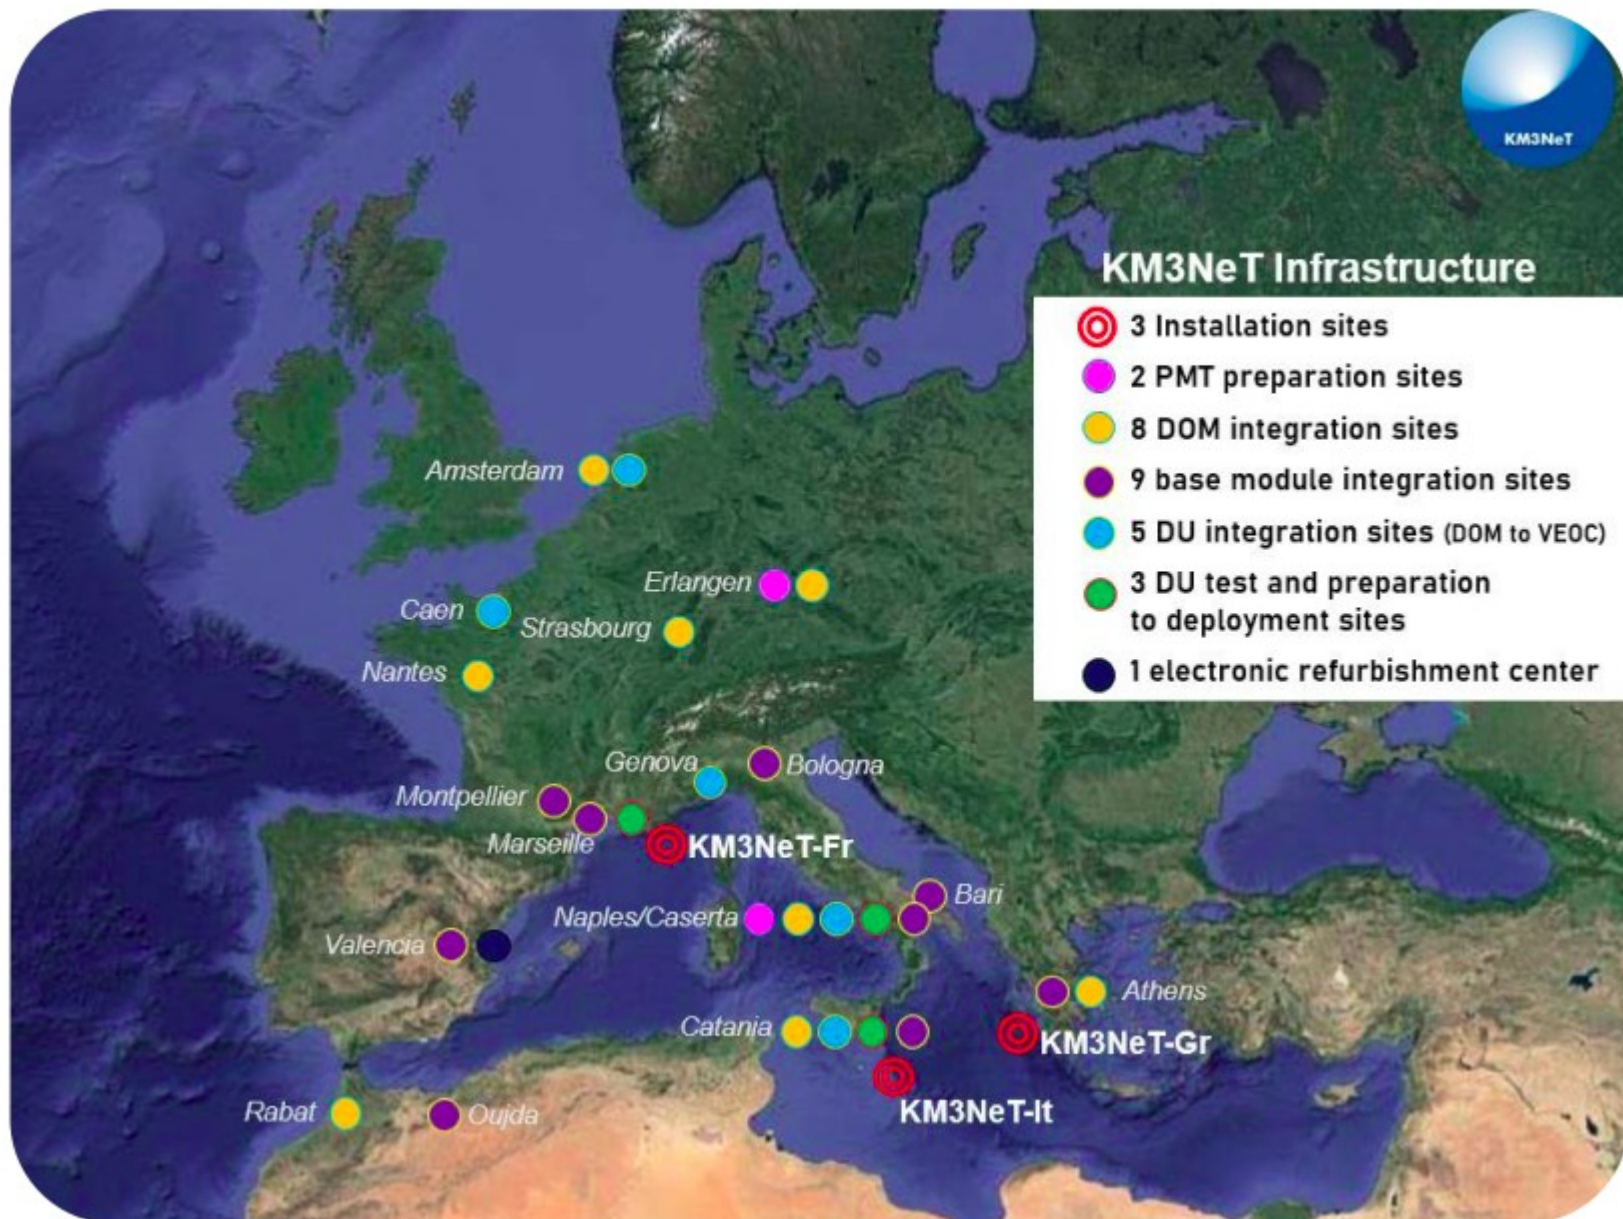 KM3NeT
KM3NeT Infrastructure
3 Installation sites
2 PMT preparation sites
8 DOM integration sites
9 base module integration sites
5 DU integration sites (DOM to VEOC)
3 DU test and preparation
to deployment sites
1 electronic refurbishment center
Amsterdam
Erlangen
Caen
Strasbourg
Nantes
Genova
Bologna
Montpellier
Marseille
KM3NeT-Fr
Bari
Naples/Caserta
Valencia
Athens
Catania
KM3NeT-Gr
KM3NeT-It
Rabat
Oujda